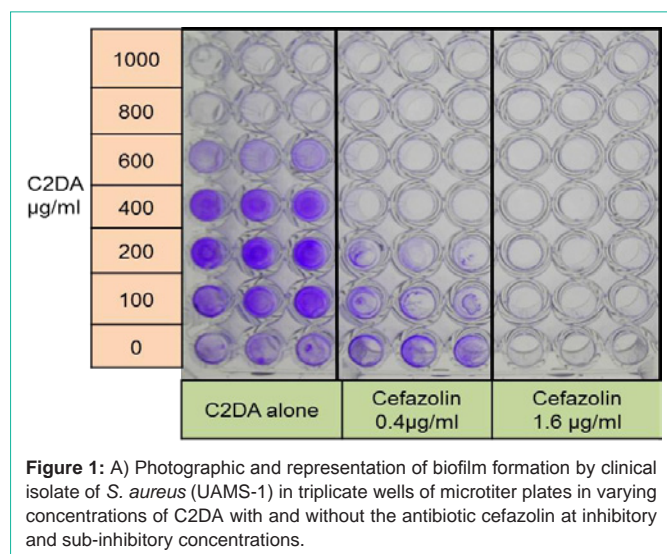 1000
800
600
C2DA
µg/ml
400
200
100
0
C2DA alone
Cefazolin
0.4µg/ml
Cefazolin
1.6 µg/ml
Figure 1: A) Photographic and representation of biofilm formation by clinical
isolate of S. aureus (UAMS-1) in triplicate wells of microtiter plates in varying
concentrations of C2DA with and without the antibiotic cefazolin at inhibitory
and sub-inhibitory concentrations.